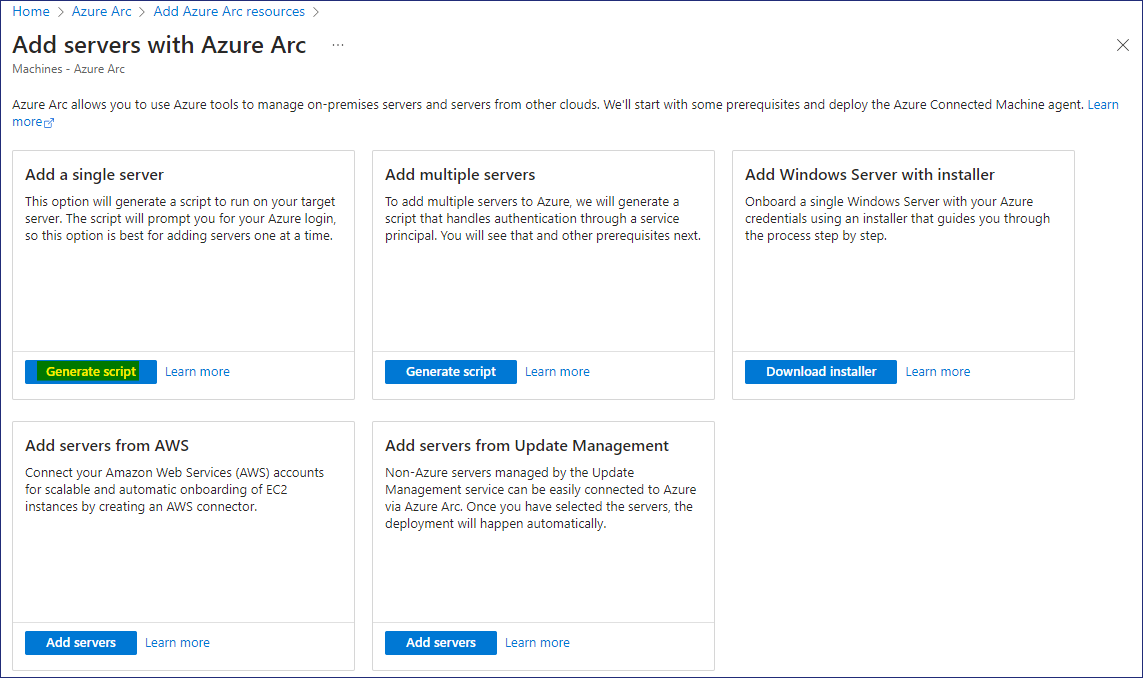 Home > Azure Arc > Add Azure Arc resources >
Add servers with Azure Arc ...
Machines - Azure Arc
Azure Arc allows you to use Azure tools to manage on-premises servers and servers from other clouds. We'll start with some prerequisites and deploy the Azure Connected Machine agent. Learn
more
Add a single server
This option will generate a script to run on your target
server. The script will prompt you for your Azure login,
so this option is best for adding servers one at a time.
Generate script Learn more
Add multiple servers
To add multiple servers to Azure, we will generate a
script that handles authentication through a service
principal. You will see that and other prerequisites next.
Generate script Learn more
Add Windows Server with installer
Onboard a single Windows Server with your Azure
credentials using an installer that guides you through
the process step by step.
Download installer Learn more
Add servers from AWS
Connect your Amazon Web Services (AWS) accounts
for scalable and automatic onboarding of EC2
instances by creating an AWS connector.
Add servers Learn more
Add servers from Update Management
Non-Azure servers managed by the Update
Management service can be easily connected to Azure
via Azure Arc. Once you have selected the servers, the
deployment will happen automatically.
Add servers Learn more